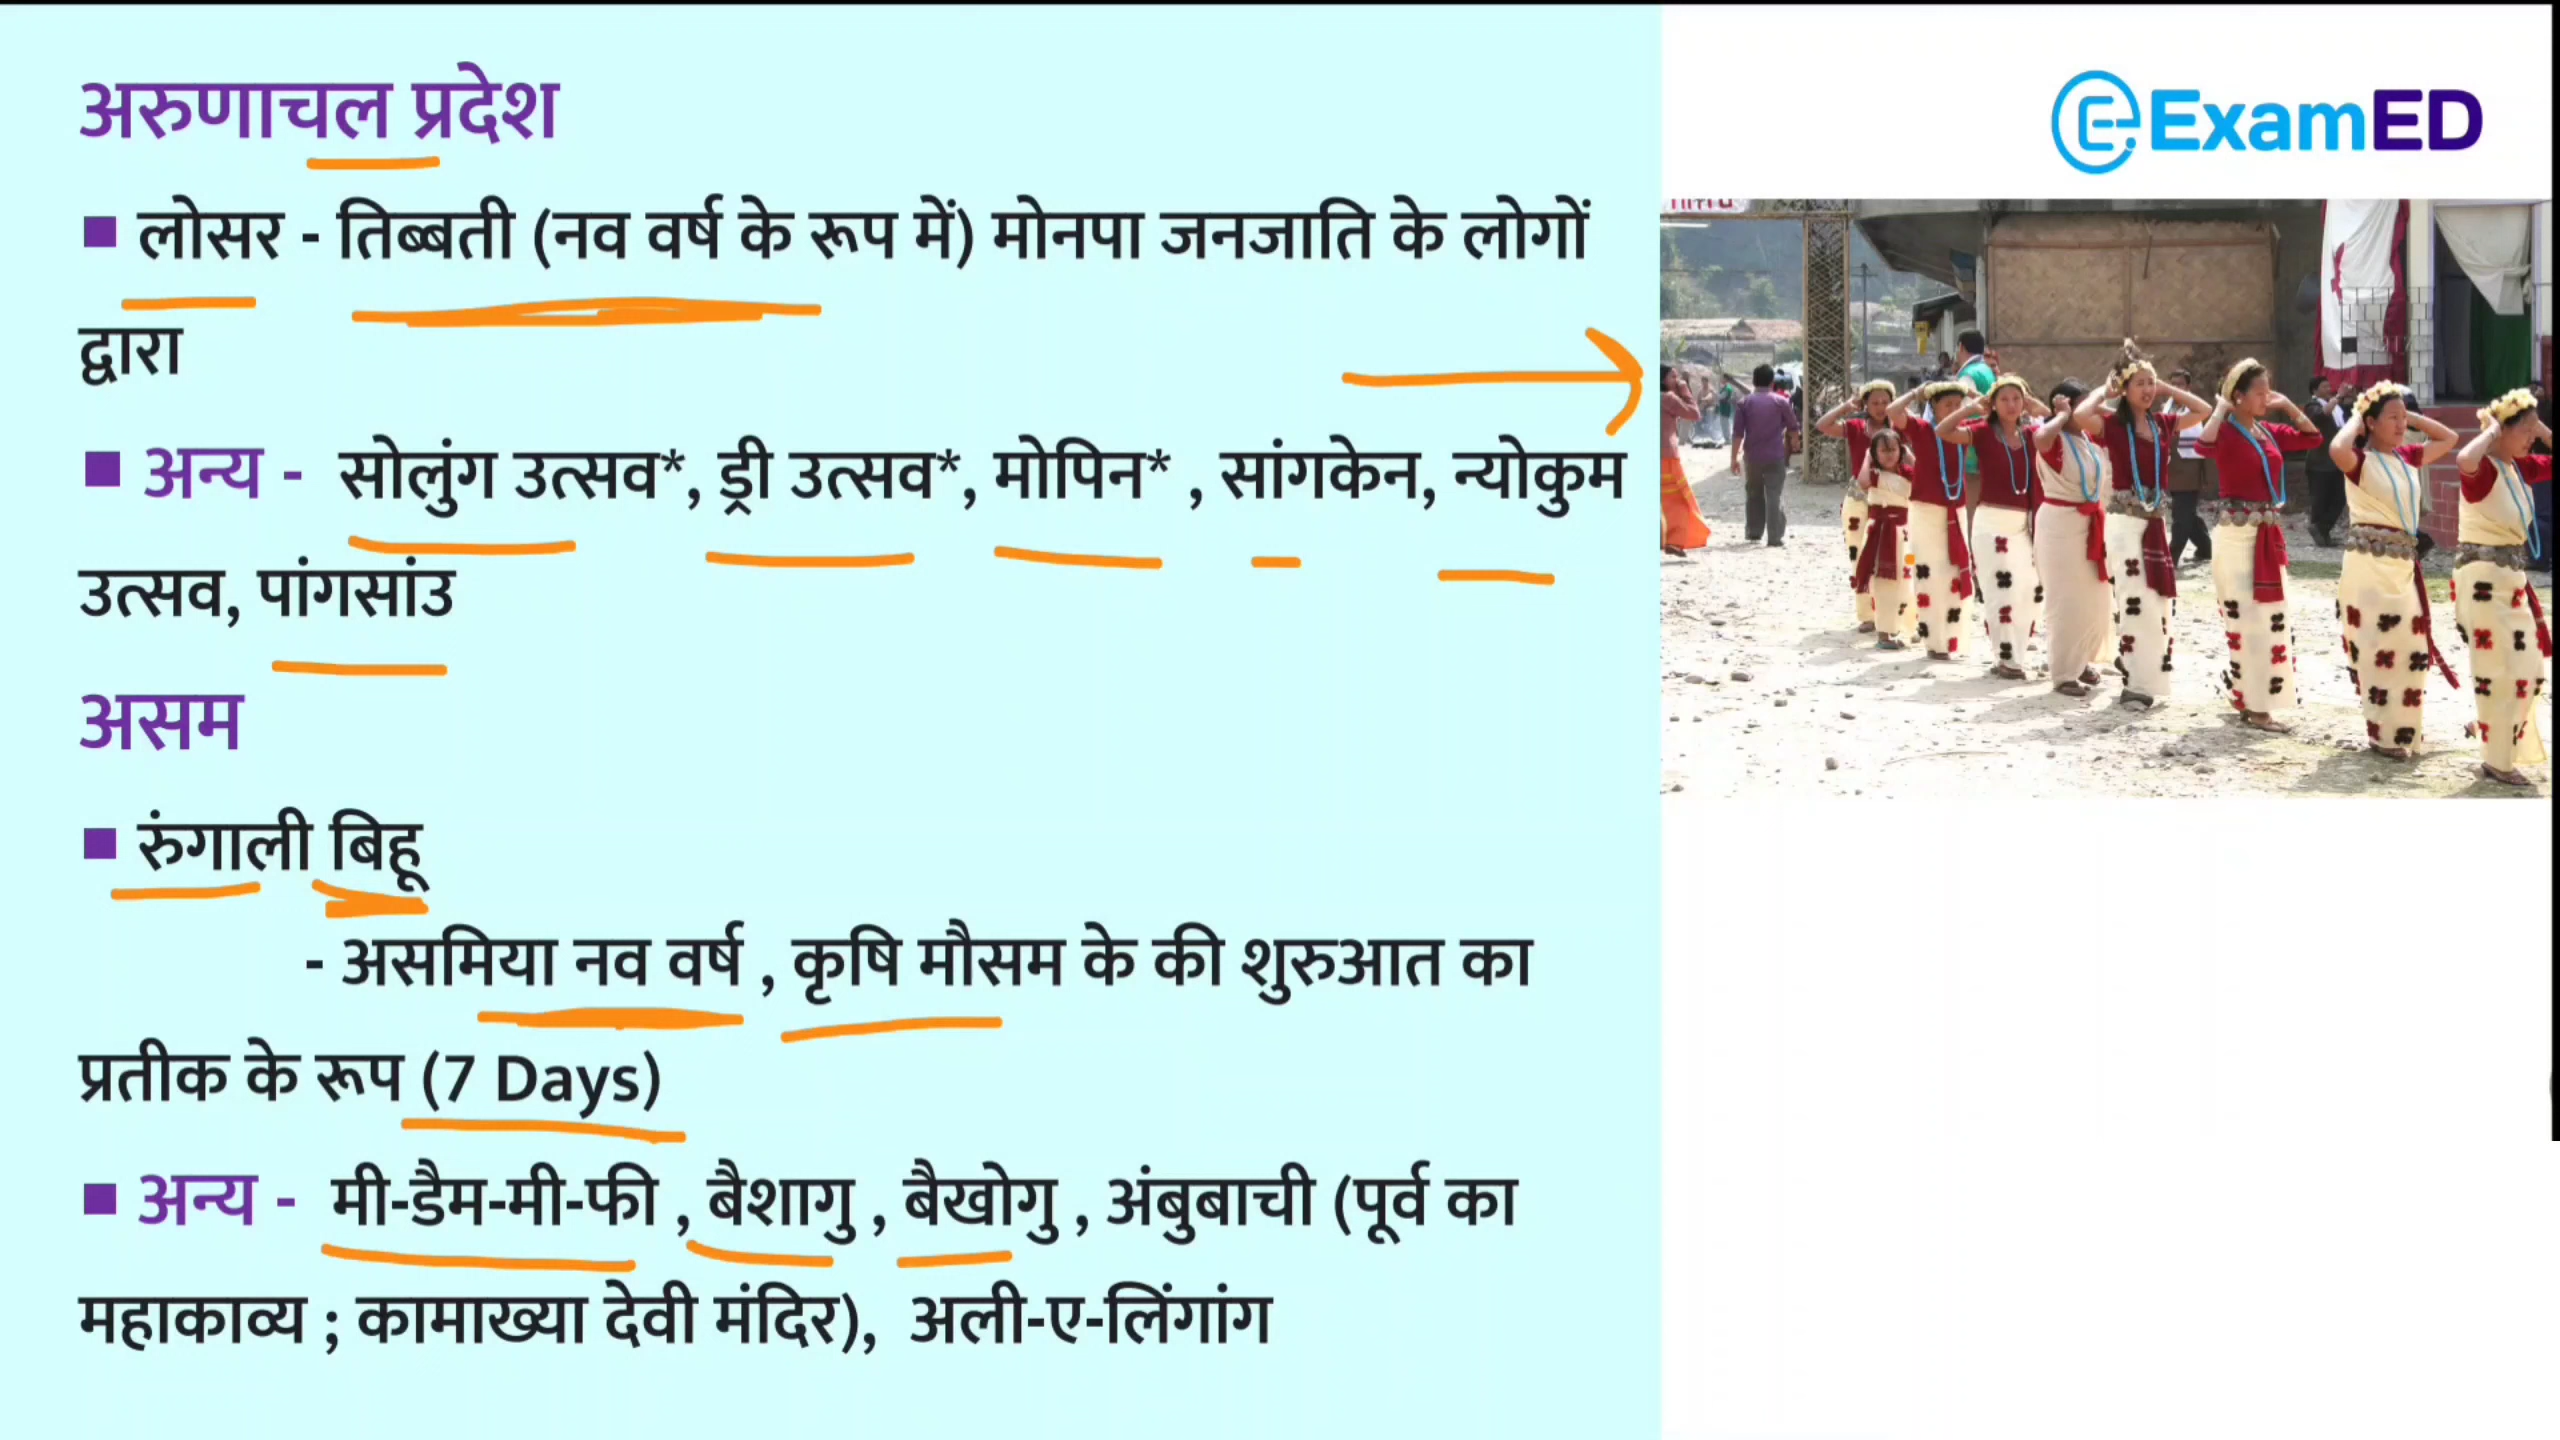 अरुणाचल प्रदेश
ExamED
■ लोसर - तिब्बती (नव वर्ष के रूप में) मोनपा जनजाति के लोगों
द्वारा
■ अन्य - सोलुंग उत्सव*, ड्री उत्सव*, मोपिन* , सांगकेन, न्योकुम
उत्सव, पांगसांउ
असम
■ रुंगाली बिहू
- असमिया नव वर्ष , कृषि मौसम के की शुरुआत का
प्रतीक के रूप (7 Days)
■ अन्य - मी-डैम-मी-फी , बैशागु , बैखोगु , अंबुबाची (पूर्व का
महाकाव्य ; कामाख्या देवी मंदिर), अली-ए-लिंगांग